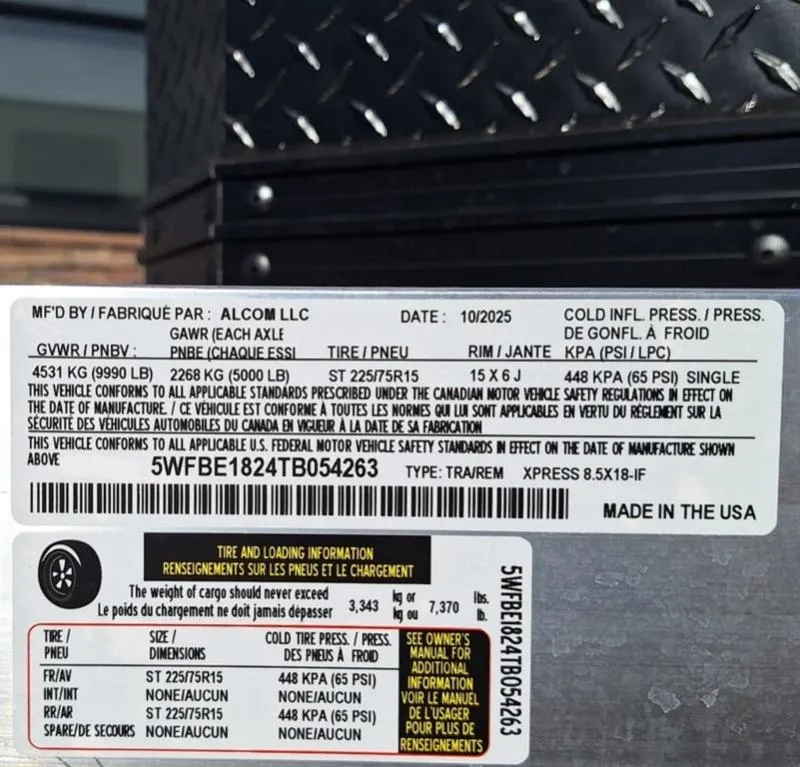 MF'D BY / FABRIQUÉ PAR : ALCOM LLC DATE : 10/2025 COLD INFL. PRESS. / PRESS.
GAWR (EACH AXLE DE GONFL. À FROID
GVWR / PNBV : PNBE (CHAQUE ESSI TIRE / PNEU RIM / JANTE KPA (PSI / LPC)
4531 KG (9990 LB) 2268 KG (5000 LB) ST 225/75R15 15 X 6 J 448 KPA (65 PSI) SINGLE
THIS VEHICLE CONFORMS TO ALL APPLICABLE STANDARDS PRESCRIBED UNDER THE CANADIAN MOTOR VEHICLE SAFETY REGULATIONS IN EFFECT ON
THE DATE OF MANUFACTURE. / CE VÉHICULE EST CONFORME À TOUTES LES NORMES QUI LUI SONT APPLICABLES EN VERTU DU RÈGLEMENT SUR LA
SÉCURITÉ DES VÉHICULES AUTOMOBILES DU CANADA EN VIGUEUR À LA DATE DE SA FABRICATION
THIS VEHICLE CONFORMS TO ALL APPLICABLE U.S. FEDERAL MOTOR VEHICLE SAFETY STANDARDS IN EFFECT ON THE DATE OF MANUFACTURE SHOWN
ABOVE 5WFBE1824TB054263 TYPE: TRA/REM XPRESS 8.5X18-IF
MADE IN THE USA
TIRE AND LOADING INFORMATION
RENSEIGNEMENTS SUR LES PNEUS ET LE CHARGEMENT
The weight of cargo should never exceed kg or lbs.
Le poids du chargement ne doit jamais dépasser 3,343 kg ou 7,370 lb.
TIRE / SIZE / COLD TIRE PRESS. / PRESS.
PNEU DIMENSIONS DES PNEUS À FROID
FR/AV ST 225/75R15 448 KPA (65 PSI)
INT/INT NONE/AUCUN NONE/AUCUN
RR/AR ST 225/75R15 448 KPA (65 PSI)
SPARE/DE SECOURS NONE/AUCUN NONE/AUCUN
SEE OWNER'S
MANUAL FOR
ADDITIONAL
INFORMATION
VOIR LE MANUEL
DE L'USAGER
POUR PLUS DE
RENSEIGNEMENTS
5WFBE1824TB054263